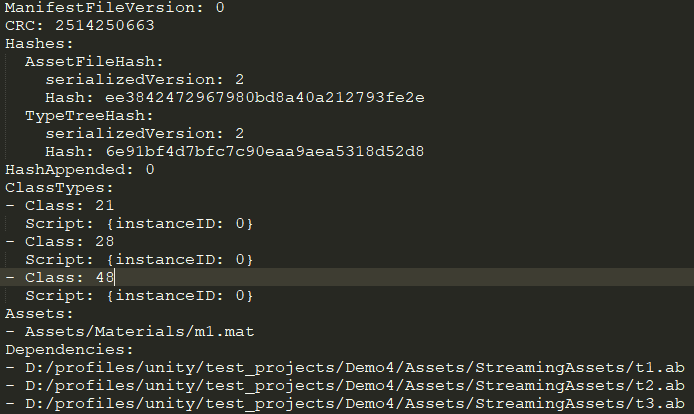 ManifestFileVersion: 0
CRC: 2514250663
Hashes:
  AssetFileHash:
    serializedVersion: 2
    Hash: ee3842472967980bd8a40a212793fe2e
  TypeTreeHash:
    serializedVersion: 2
    Hash: 6e91bf4d7bfc7c90eaa9aea5318d52d8
HashAppended: 0
ClassTypes:
- Class: 21
  Script: {instanceID: 0}
- Class: 28
  Script: {instanceID: 0}
- Class: 48
  Script: {instanceID: 0}
Assets:
- Assets/Materials/m1.mat
Dependencies:
- D:/profiles/unity/test_projects/Demo4/Assets/StreamingAssets/t1.ab
- D:/profiles/unity/test_projects/Demo4/Assets/StreamingAssets/t2.ab
- D:/profiles/unity/test_projects/Demo4/Assets/StreamingAssets/t3.ab